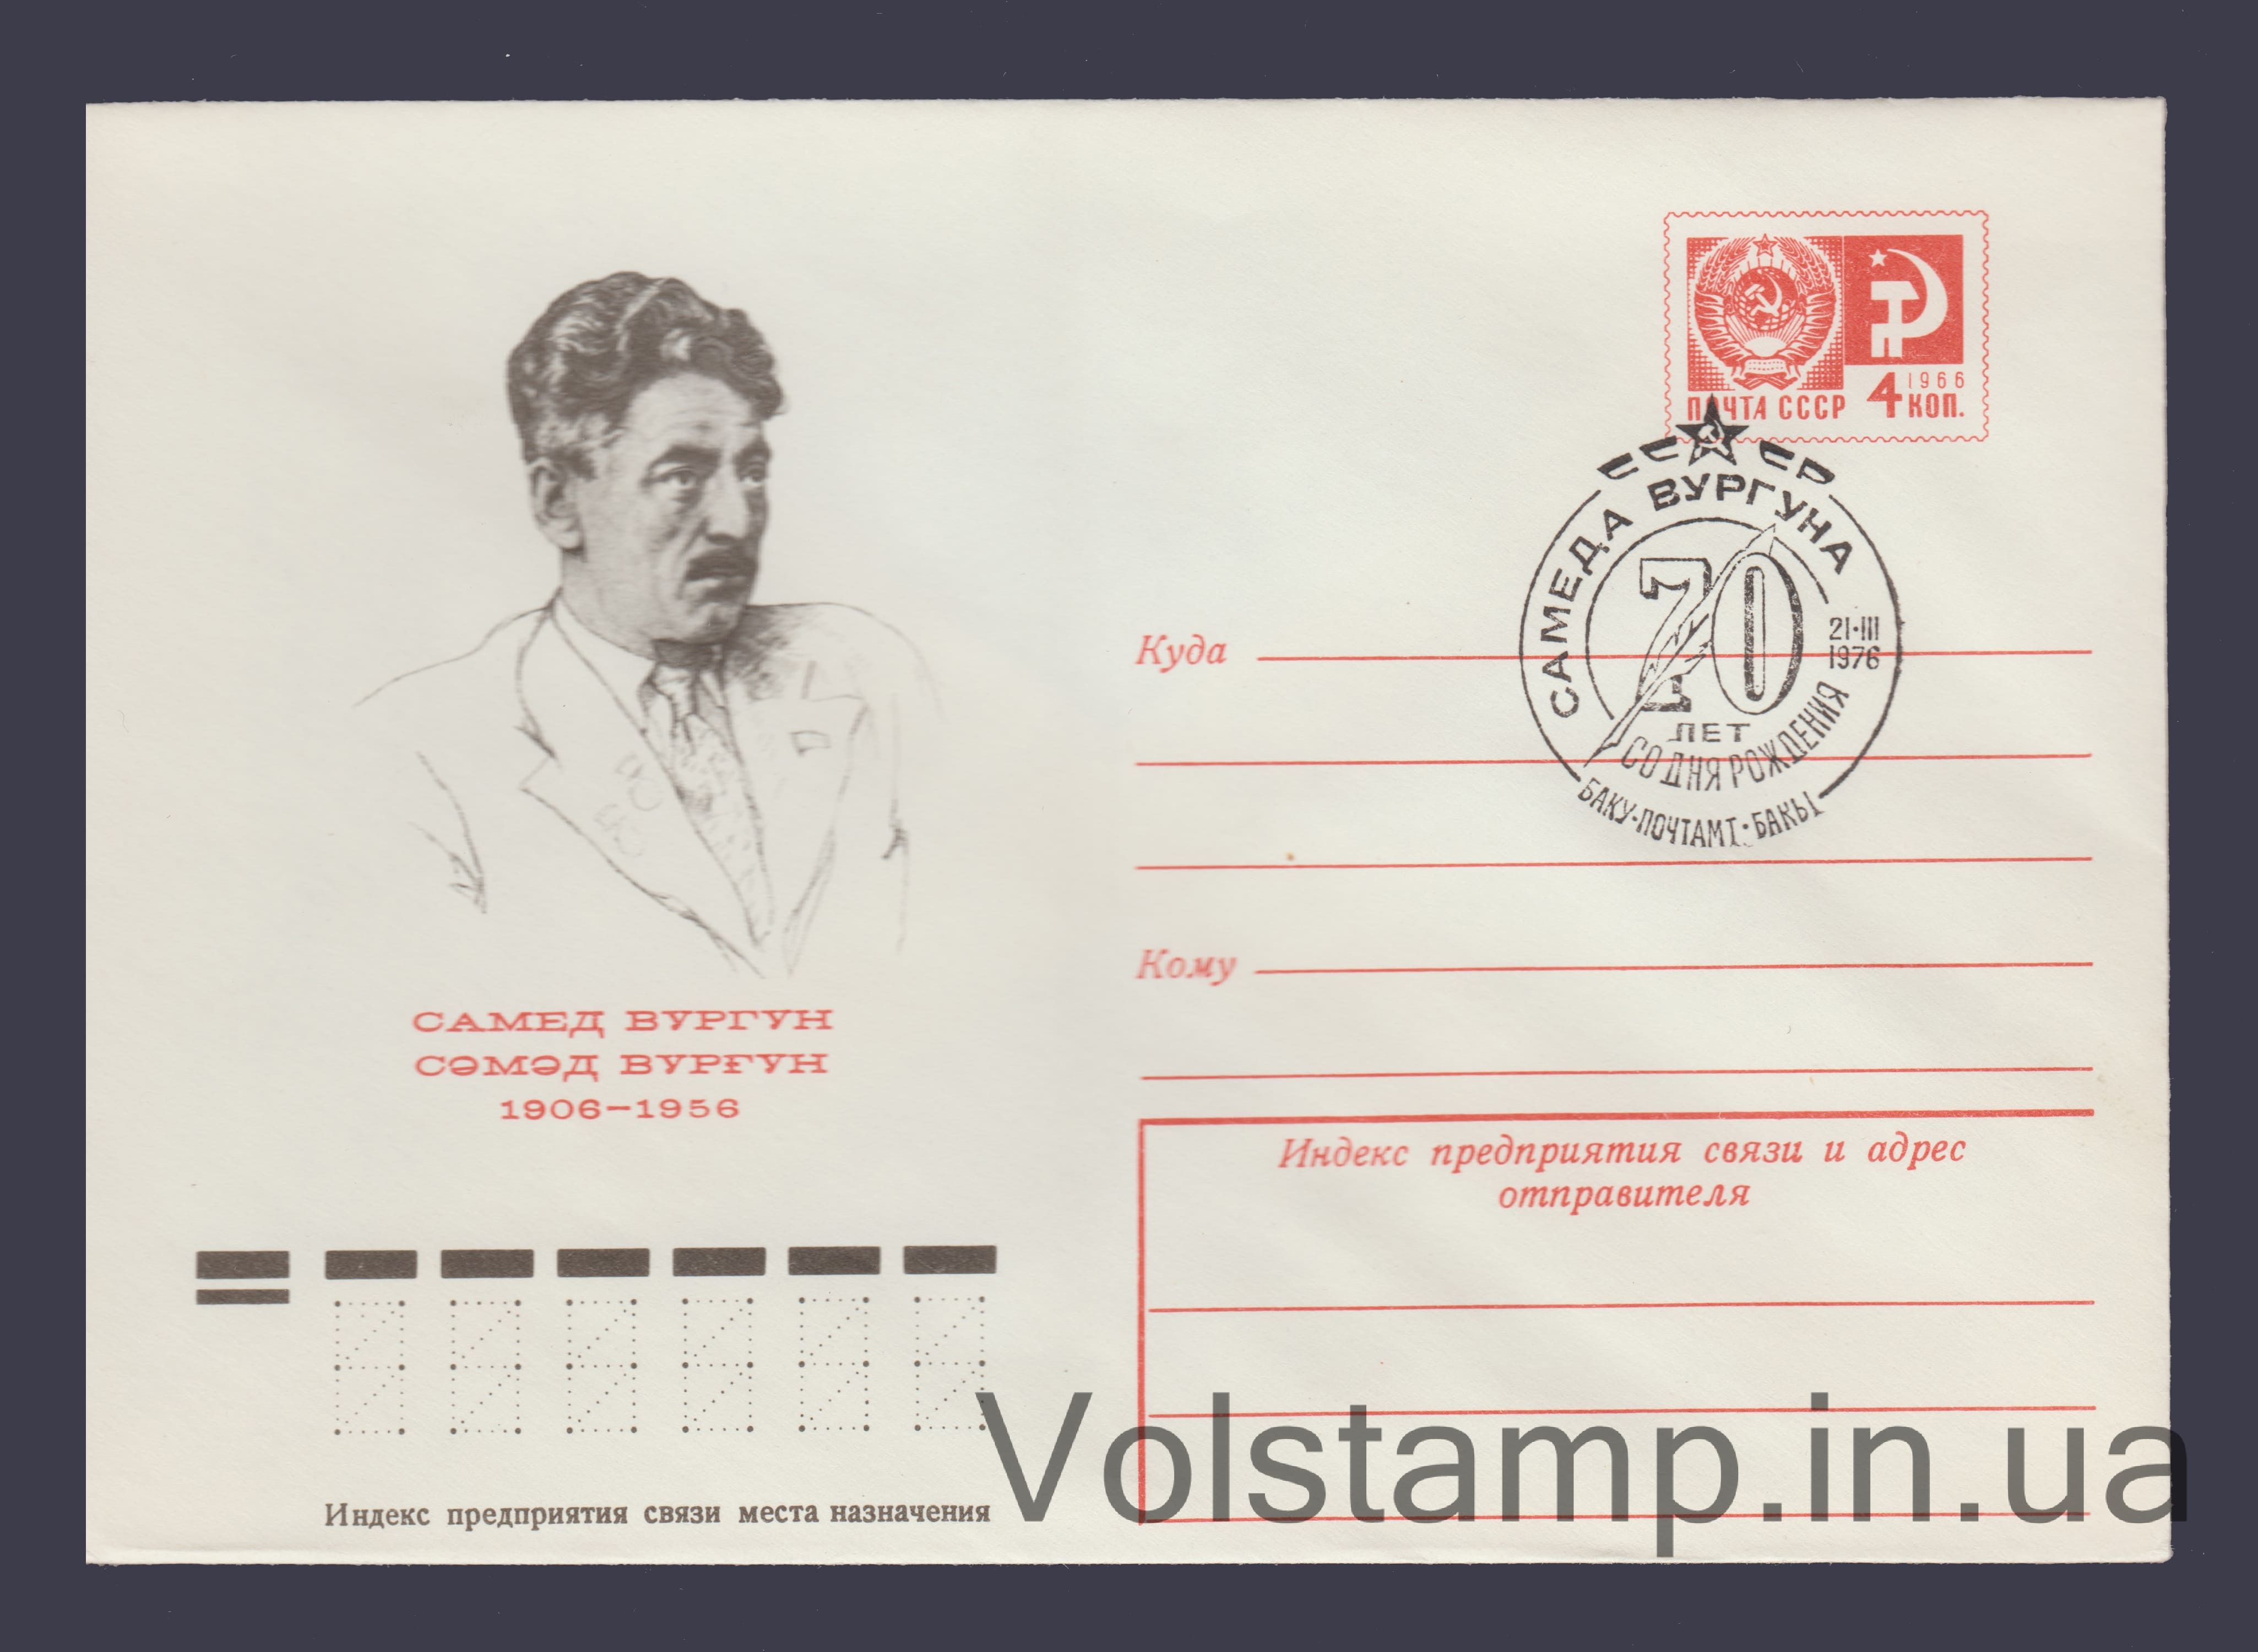 ПОЧТА СССР
1966
4 КОП.
СССР
САМЕДА ВУРГУНА
70
ЛЕТ
СО ДНЯ РОЖДЕНИЯ
21·III
1976
БАКУ·ПОЧТАМТ·БАКЫ
Куда
Кому
САМЕД ВУРГУН
СӘМӘД ВУРҒУН
1906–1956
Индекс предприятия связи и адрес
отправителя
Индекс предприятия связи места назначения
Volstamp.in.ua